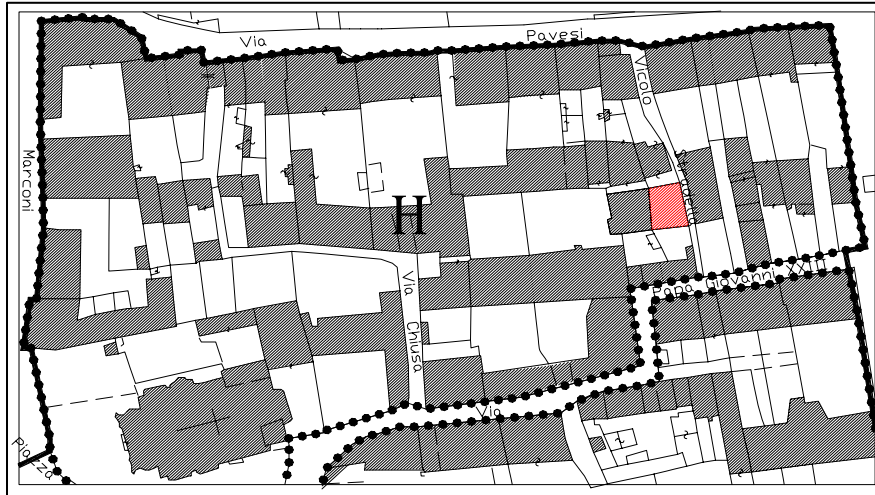 Via Pavesi
Vicolo
Marconi
H
Via Chiusa
Papa Giovanni XXIII
Via
Piazza